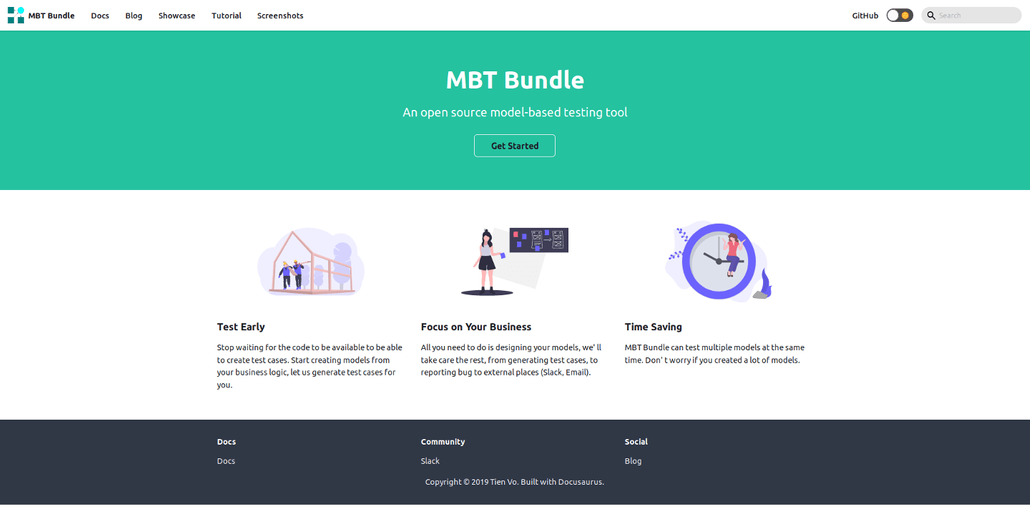 MBT Bundle Docs Blog Showcase Tutorial Screenshots GitHub Search
MBT Bundle
An open source model-based testing tool
Get Started
Test Early
Stop waiting for the code to be available to be able
to create test cases. Start creating models from
your business logic, let us generate test cases for
you.
Focus on Your Business
All you need to do is designing your models, we' ll
take care the rest, from generating test cases, to
reporting bug to external places (Slack, Email).
Time Saving
MBT Bundle can test multiple models at the same
time. Don' t worry if you created a lot of models.
Docs
Docs
Community
Slack
Social
Blog
Copyright © 2019 Tien Vo. Built with Docusaurus.